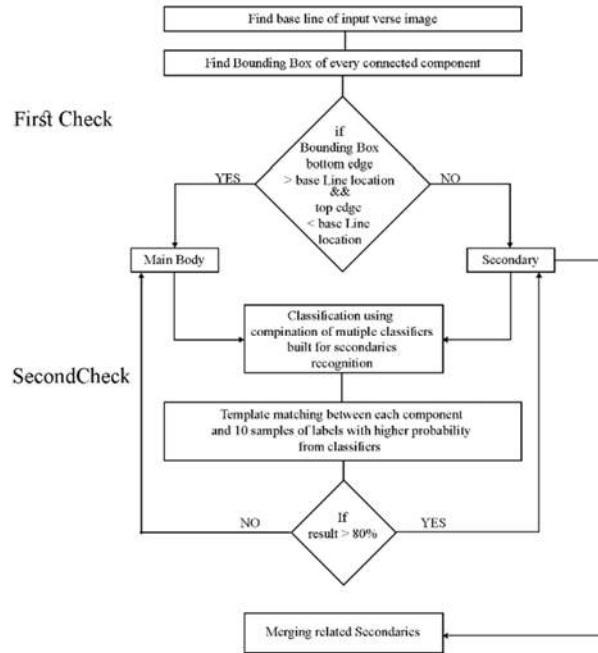 Find base line of input verse image
Find Bounding Box of every connected component
First Check
if
Bounding Box
bottom edge
> base Line location
&&
top edge
< base Line
location
YES
NO
Main Body
Secondary
Classification using
compination of mutiple classifiers
built for secondaries
recognition
SecondCheck
Template matching between each component
and 10 samples of labels with higher probability
from classifiers
If
result > 80%
NO
YES
Merging related Secondaries